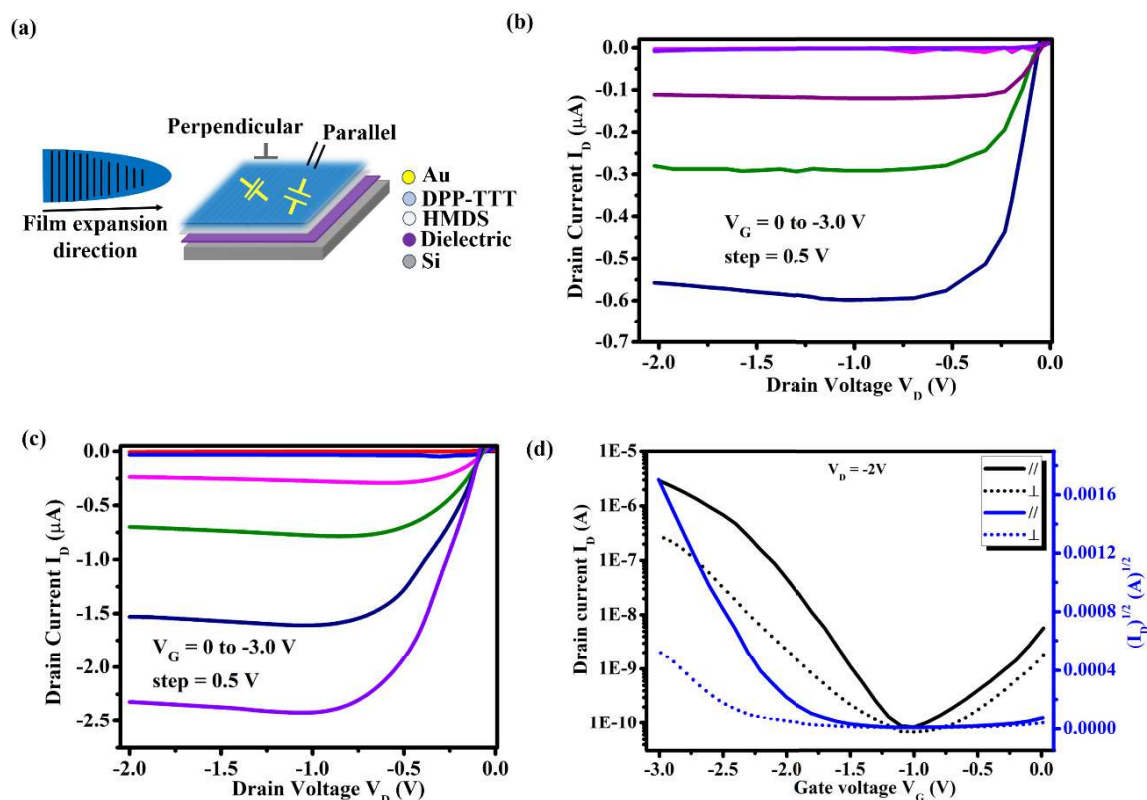 (a)
Perpendicular
Parallel
Film expansion
direction
Au
DPP-TTT
HMDS
Dielectric
Si
(b)
0.0
-0.1
-0.2
-0.3
-0.4
-0.5
-0.6
-0.7
Drain Current I_D (μA)
V_G = 0 to -3.0 V
step = 0.5 V
-2.0 -1.5 -1.0 -0.5 0.0
Drain Voltage V_D (V)
(c)
0.0
-0.5
-1.0
-1.5
-2.0
-2.5
Drain Current I_D (μA)
V_G = 0 to -3.0 V
step = 0.5 V
-2.0 -1.5 -1.0 -0.5 0.0
Drain Voltage V_D (V)
(d)
1E-5
1E-6
1E-7
1E-8
1E-9
1E-10
Drain current I_D (A)
V_D = -2V
//
⊥
//
⊥
0.0016
0.0012
0.0008
0.0004
0.0000
(I_D)^1/2 (A)^1/2
-3.0 -2.5 -2.0 -1.5 -1.0 -0.5 0.0
Gate voltage V_G (V)